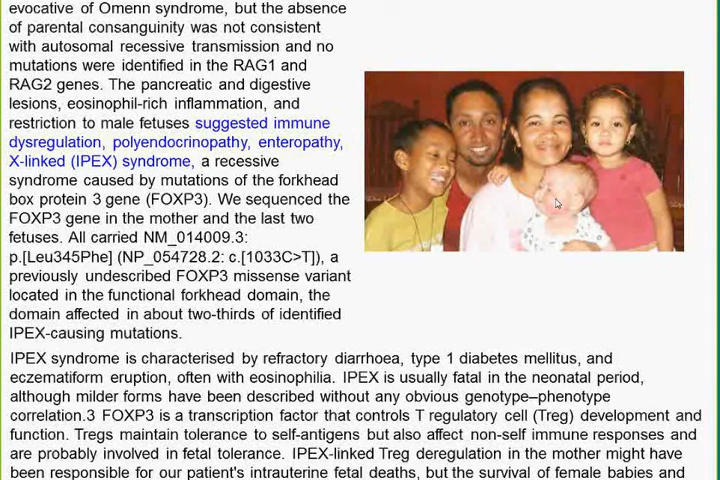 evocative of Omenn syndrome, but the absence
of parental consanguinity was not consistent
with autosomal recessive transmission and no
mutations were identified in the RAG1 and
RAG2 genes. The pancreatic and digestive
lesions, eosinophil-rich inflammation, and
restriction to male fetuses suggested immune
dysregulation, polyendocrinopathy, enteropathy,
X-linked (IPEX) syndrome, a recessive
syndrome caused by mutations of the forkhead
box protein 3 gene (FOXP3). We sequenced the
FOXP3 gene in the mother and the last two
fetuses. All carried NM_014009.3:
p.[Leu345Phe] (NP_054728.2: c.[1033C>T]), a
previously undescribed FOXP3 missense variant
located in the functional forkhead domain, the
domain affected in about two-thirds of identified
IPEX-causing mutations.
IPEX syndrome is characterised by refractory diarrhoea, type 1 diabetes mellitus, and
eczematiform eruption, often with eosinophilia. IPEX is usually fatal in the neonatal period,
although milder forms have been described without any obvious genotype–phenotype
correlation.3 FOXP3 is a transcription factor that controls T regulatory cell (Treg) development and
function. Tregs maintain tolerance to self-antigens but also affect non-self immune responses and
are probably involved in fetal tolerance. IPEX-linked Treg deregulation in the mother might have
been responsible for our patient's intrauterine fetal deaths, but the survival of female babies and